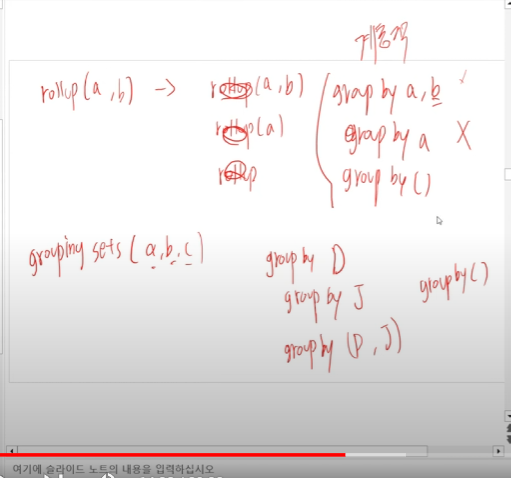 계층적
rollup(a,b) -> rollup(a,b) group by a, b
rollup(a) group by a X
rollup group by ()
grouping sets (a,b,c) group by D
group by J group by ()
group by (D, J)
여기에 슬라이드 노트의 내용을 입력하십시오